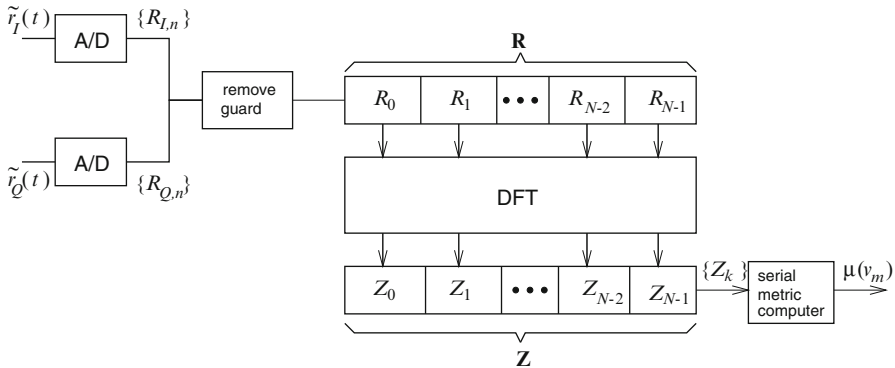 r̃_I(t)
A/D
{R_{I,n}}
remove guard
R
R_0 R_1 ••• R_{N-2} R_{N-1}
r̃_Q(t)
A/D
{R_{Q,n}}
DFT
Z_0 Z_1 ••• Z_{N-2} Z_{N-1}
{Z_k}
serial
metric
computer
μ(v_m)
Z